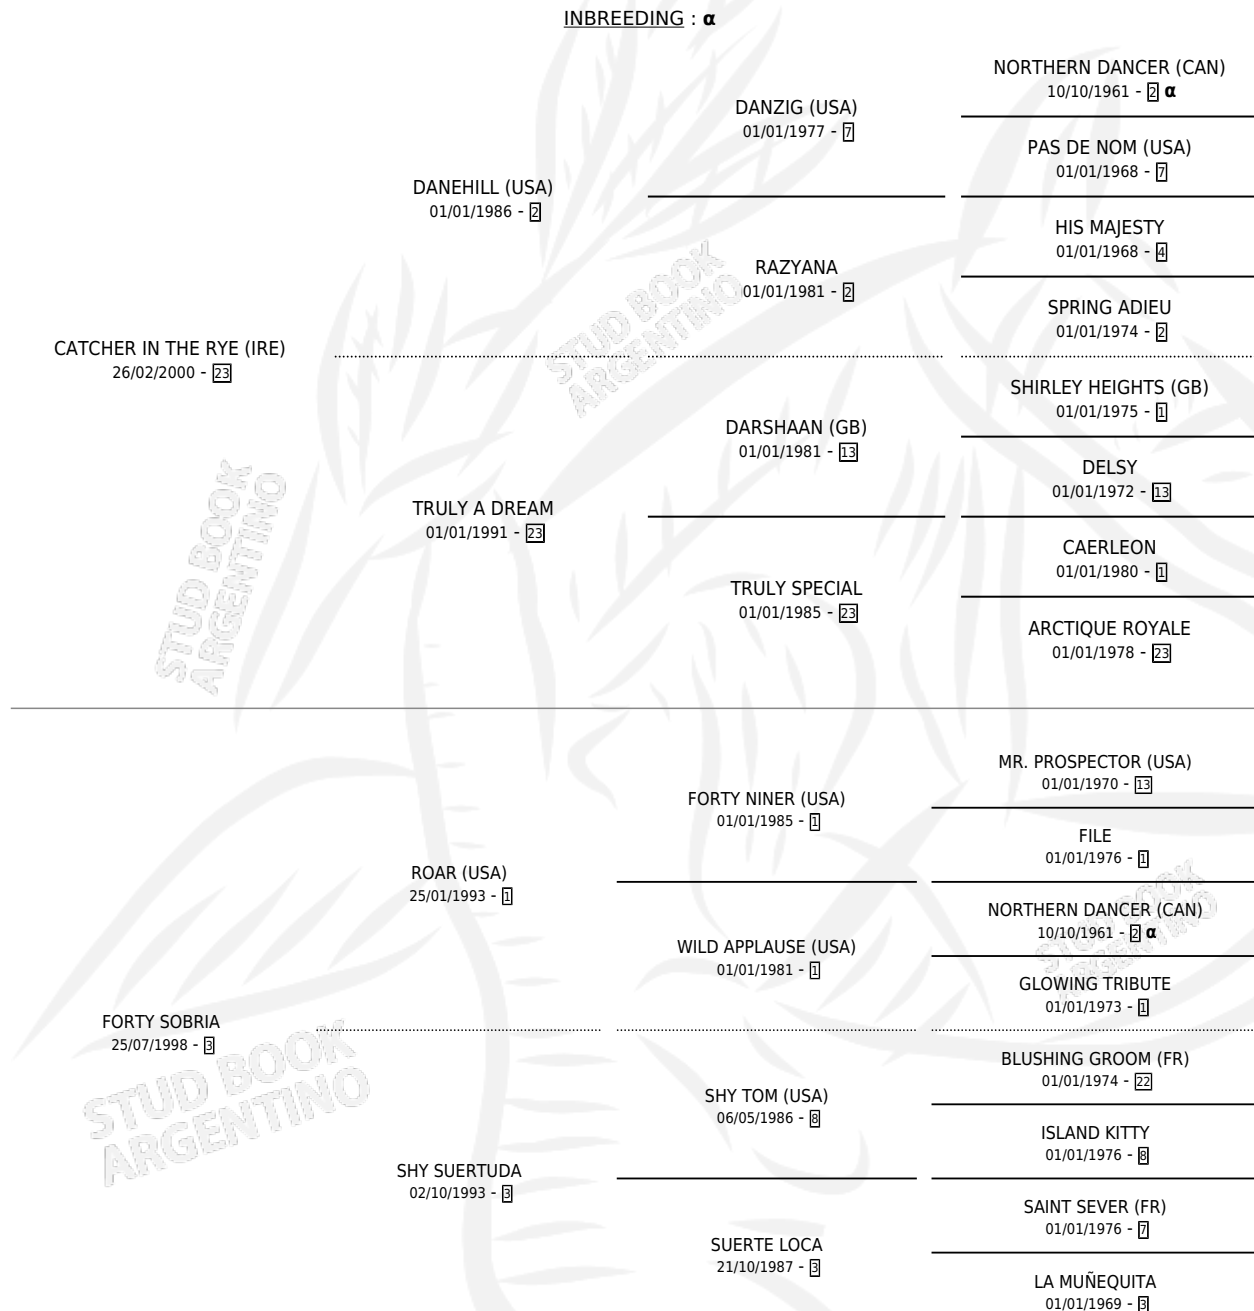 INBREEDING : α
NORTHERN DANCER (CAN)
10/10/1961 - 2 α
DANZIG (USA)
01/01/1977 - 7
PAS DE NOM (USA)
01/01/1968 - 7
DANEHILL (USA)
01/01/1986 - 2
HIS MAJESTY
01/01/1968 - 4
RAZYANA
01/01/1981 - 2
SPRING ADIEU
01/01/1974 - 2
CATCHER IN THE RYE (IRE)
26/02/2000 - 23
SHIRLEY HEIGHTS (GB)
01/01/1975 - 1
DARSHAAN (GB)
01/01/1981 - 13
DELSY
01/01/1972 - 13
TRULY A DREAM
01/01/1991 - 23
CAERLEON
01/01/1980 - 1
TRULY SPECIAL
01/01/1985 - 23
ARCTIQUE ROYALE
01/01/1978 - 23
MR. PROSPECTOR (USA)
01/01/1970 - 13
FORTY NINER (USA)
01/01/1985 - 1
FILE
01/01/1976 - 1
ROAR (USA)
25/01/1993 - 1
NORTHERN DANCER (CAN)
10/10/1961 - 2 α
WILD APPLAUSE (USA)
01/01/1981 - 1
GLOWING TRIBUTE
01/01/1973 - 1
FORTY SOBRIA
25/07/1998 - 3
BLUSHING GROOM (FR)
01/01/1974 - 22
SHY TOM (USA)
06/05/1986 - 8
ISLAND KITTY
01/01/1976 - 8
SHY SUERTUDA
02/10/1993 - 3
SAINT SEVER (FR)
01/01/1976 - 7
SUERTE LOCA
21/10/1987 - 3
LA MUÑEQUITA
01/01/1969 - 3
STUD BOOK
ARGENTINO
STUD BOOK
ARGENTINO
STUD BOOK
ARGENTINO
STUD BOOK
ARGENTINO